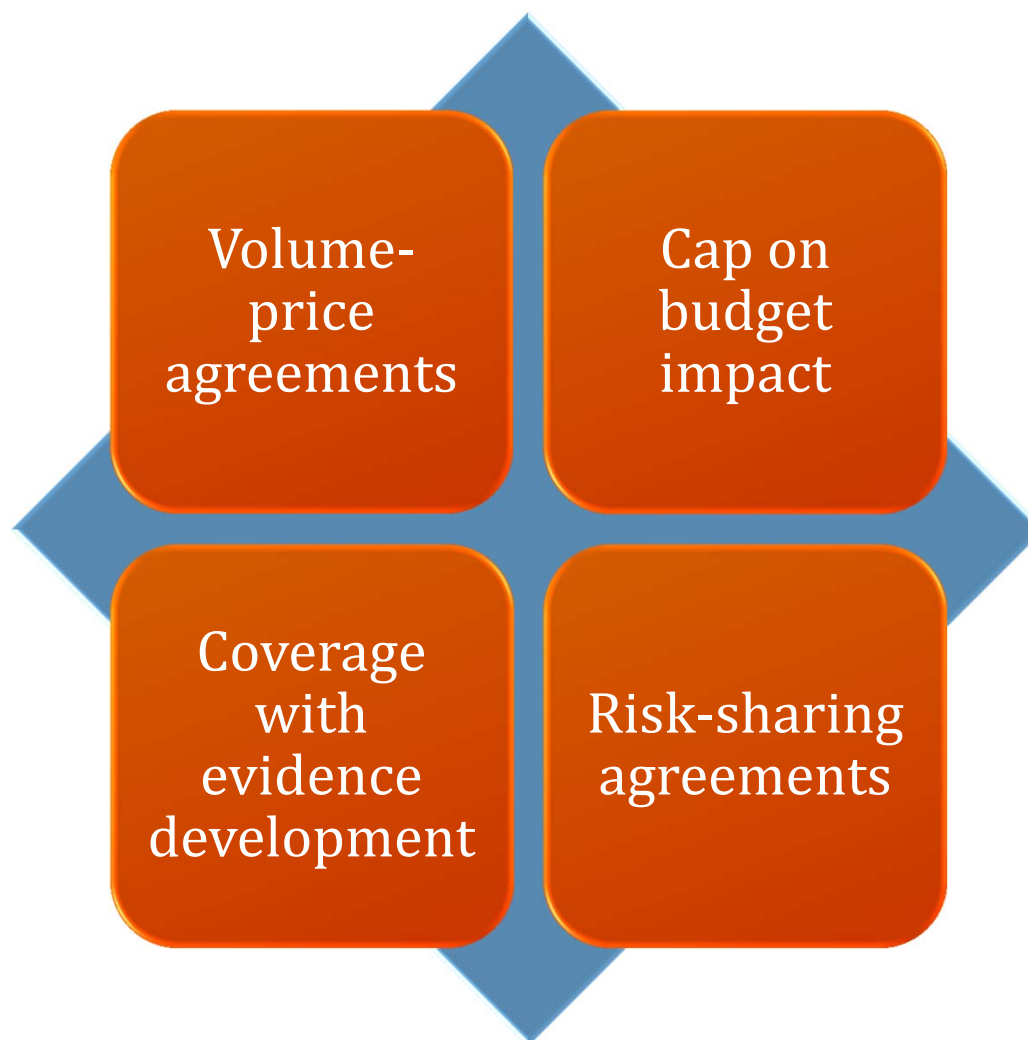 Volume-
price
agreements
Cap on
budget
impact
Coverage
with
evidence
development
Risk-sharing
agreements